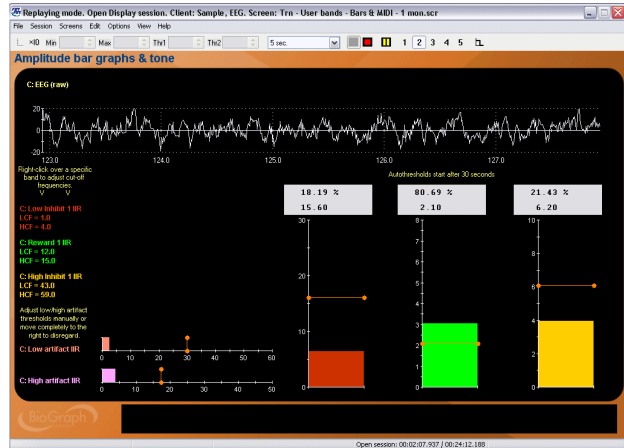 Replaying mode. Open Display session. Client: Sample, EEG. Screen: Trn - User bands - Bars & MIDI - 1 mon.scr
File Session Screens Edit Options View Help
×10 Min Max Thr1 Thr2 5 sec. 1 2 3 4 5
Amplitude bar graphs & tone
C: EEG (raw)
20
0
-20
123.0 124.0 125.0 126.0 127.0
Right-click over a specific
band to adjust cut-off
frequencies.
V V
Autothresholds start after 30 seconds
18.19 % 80.69 % 21.43 %
15.60 2.10 6.20
C: Low Inhibit 1 IIR
LCF = 1.0
HCF = 4.0
C: Reward 1 IIR
LCF = 12.0
HCF = 15.0
C: High Inhibit 1 IIR
LCF = 43.0
HCF = 59.0
30
20
10
0
8
7
6
5
4
3
2
1
0
10
8
6
4
2
0
Adjust low/high artifact
thresholds manually or
move completely to the
right to disregard.
C: Low artifact IIR
0 10 20 30 40 50 60
C: High artifact IIR
0 10 20 30 40 50
BioGraph
Open session: 00:02:07.937 / 00:24:12.188